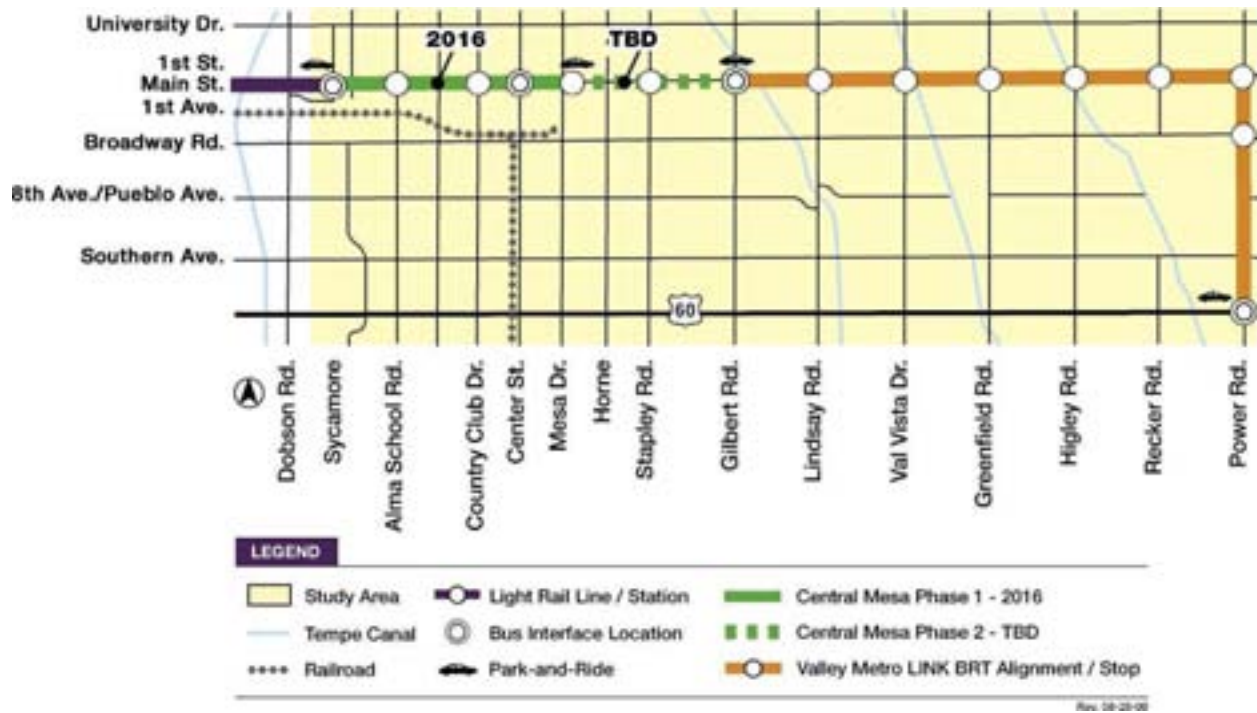 University Dr.
2016
TBD
1st St.
Main St.
1st Ave.
Broadway Rd.
8th Ave./Pueblo Ave.
Southern Ave.
60
Dobson Rd.
Sycamore
Alma School Rd.
Country Club Dr.
Center St.
Mesa Dr.
Horne
Stapley Rd.
Gilbert Rd.
Lindsay Rd.
Val Vista Dr.
Greenfield Rd.
Higley Rd.
Recker Rd.
Power Rd.
LEGEND
Study Area
Light Rail Line / Station
Central Mesa Phase 1 - 2016
Tempe Canal
Bus Interface Location
Central Mesa Phase 2 - TBD
Railroad
Park-and-Ride
Valley Metro LINK BRT Alignment / Stop